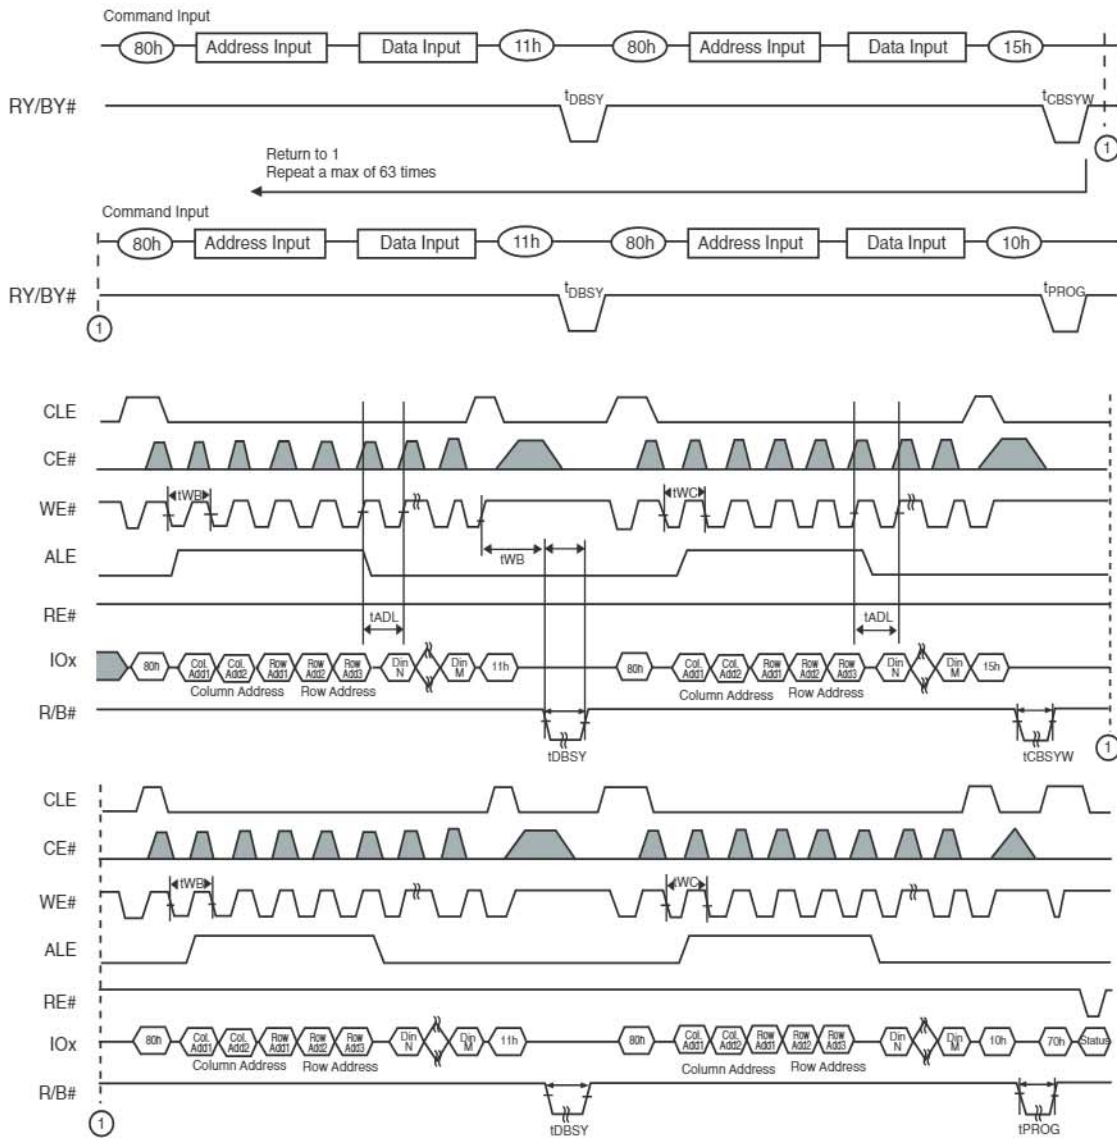 Command Input
80h Address Input Data Input 11h 80h Address Input Data Input 15h
RY/BY# tDBSY tCBSYW
1
Return to 1
Repeat a max of 63 times
Command Input
80h Address Input Data Input 11h 80h Address Input Data Input 10h
RY/BY# tDBSY tPROG
1
CLE
CE#
WE# tWB tWC
ALE tWB
RE#
tADL tADL
IOx 80h Col. Add1 Col. Add2 Row Add1 Row Add2 Row Add3 Din N Din M 11h 80h Col. Add1 Col. Add2 Row Add1 Row Add2 Row Add3 Din N Din M 15h
Column Address Row Address Column Address Row Address
R/B#
tDBSY tCBSYW 1
CLE
CE#
WE# tWB tWC
ALE
RE#
IOx 80h Col. Add1 Col. Add2 Row Add1 Row Add2 Row Add3 Din N Din M 11h 80h Col. Add1 Col. Add2 Row Add1 Row Add2 Row Add3 Din N Din M 10h 70h Status
Column Address Row Address Column Address Row Address
R/B#
1 tDBSY tPROG